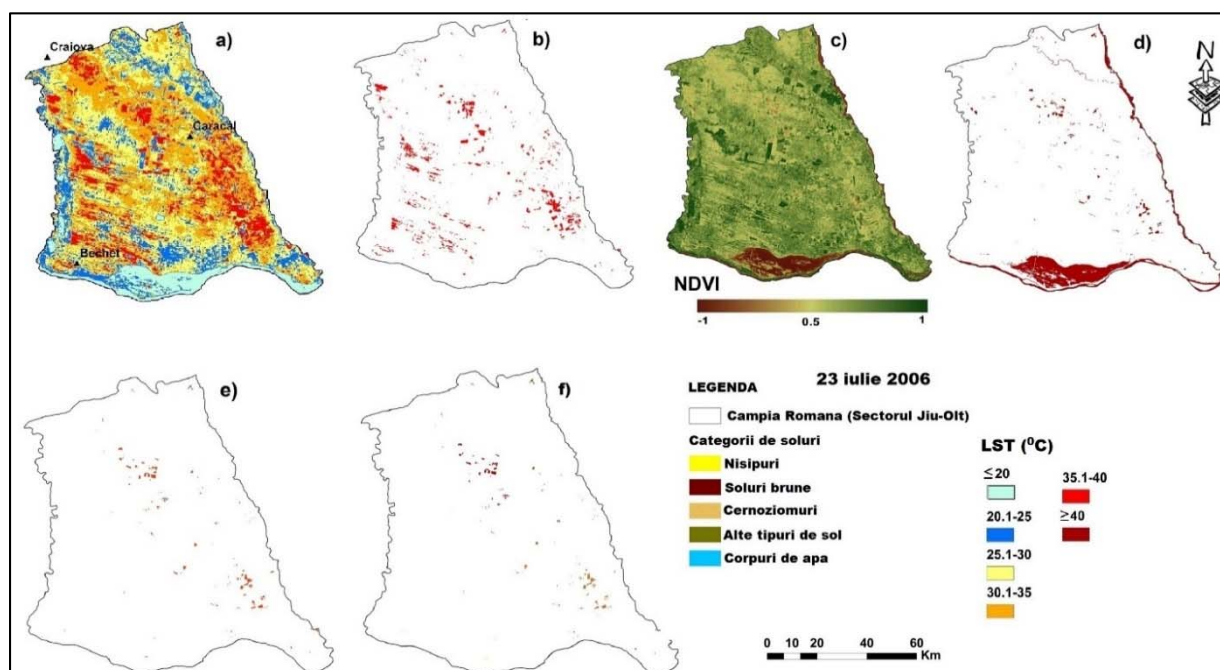 a)
b)
c)
d)
N
Craiova
Caracal
Bechet
NDVI
-1 0.5 1
e)
f)
LEGENDA
23 iulie 2006
Campia Romana (Sectorul Jiu-Olt)
Categorii de soluri
Nisipuri
Soluri brune
Cernoziomuri
Alte tipuri de sol
Corpuri de apa
LST (⁰C)
≤20
20.1-25
25.1-30
30.1-35
35.1-40
≥40
0 5 10 20 40 60
Km